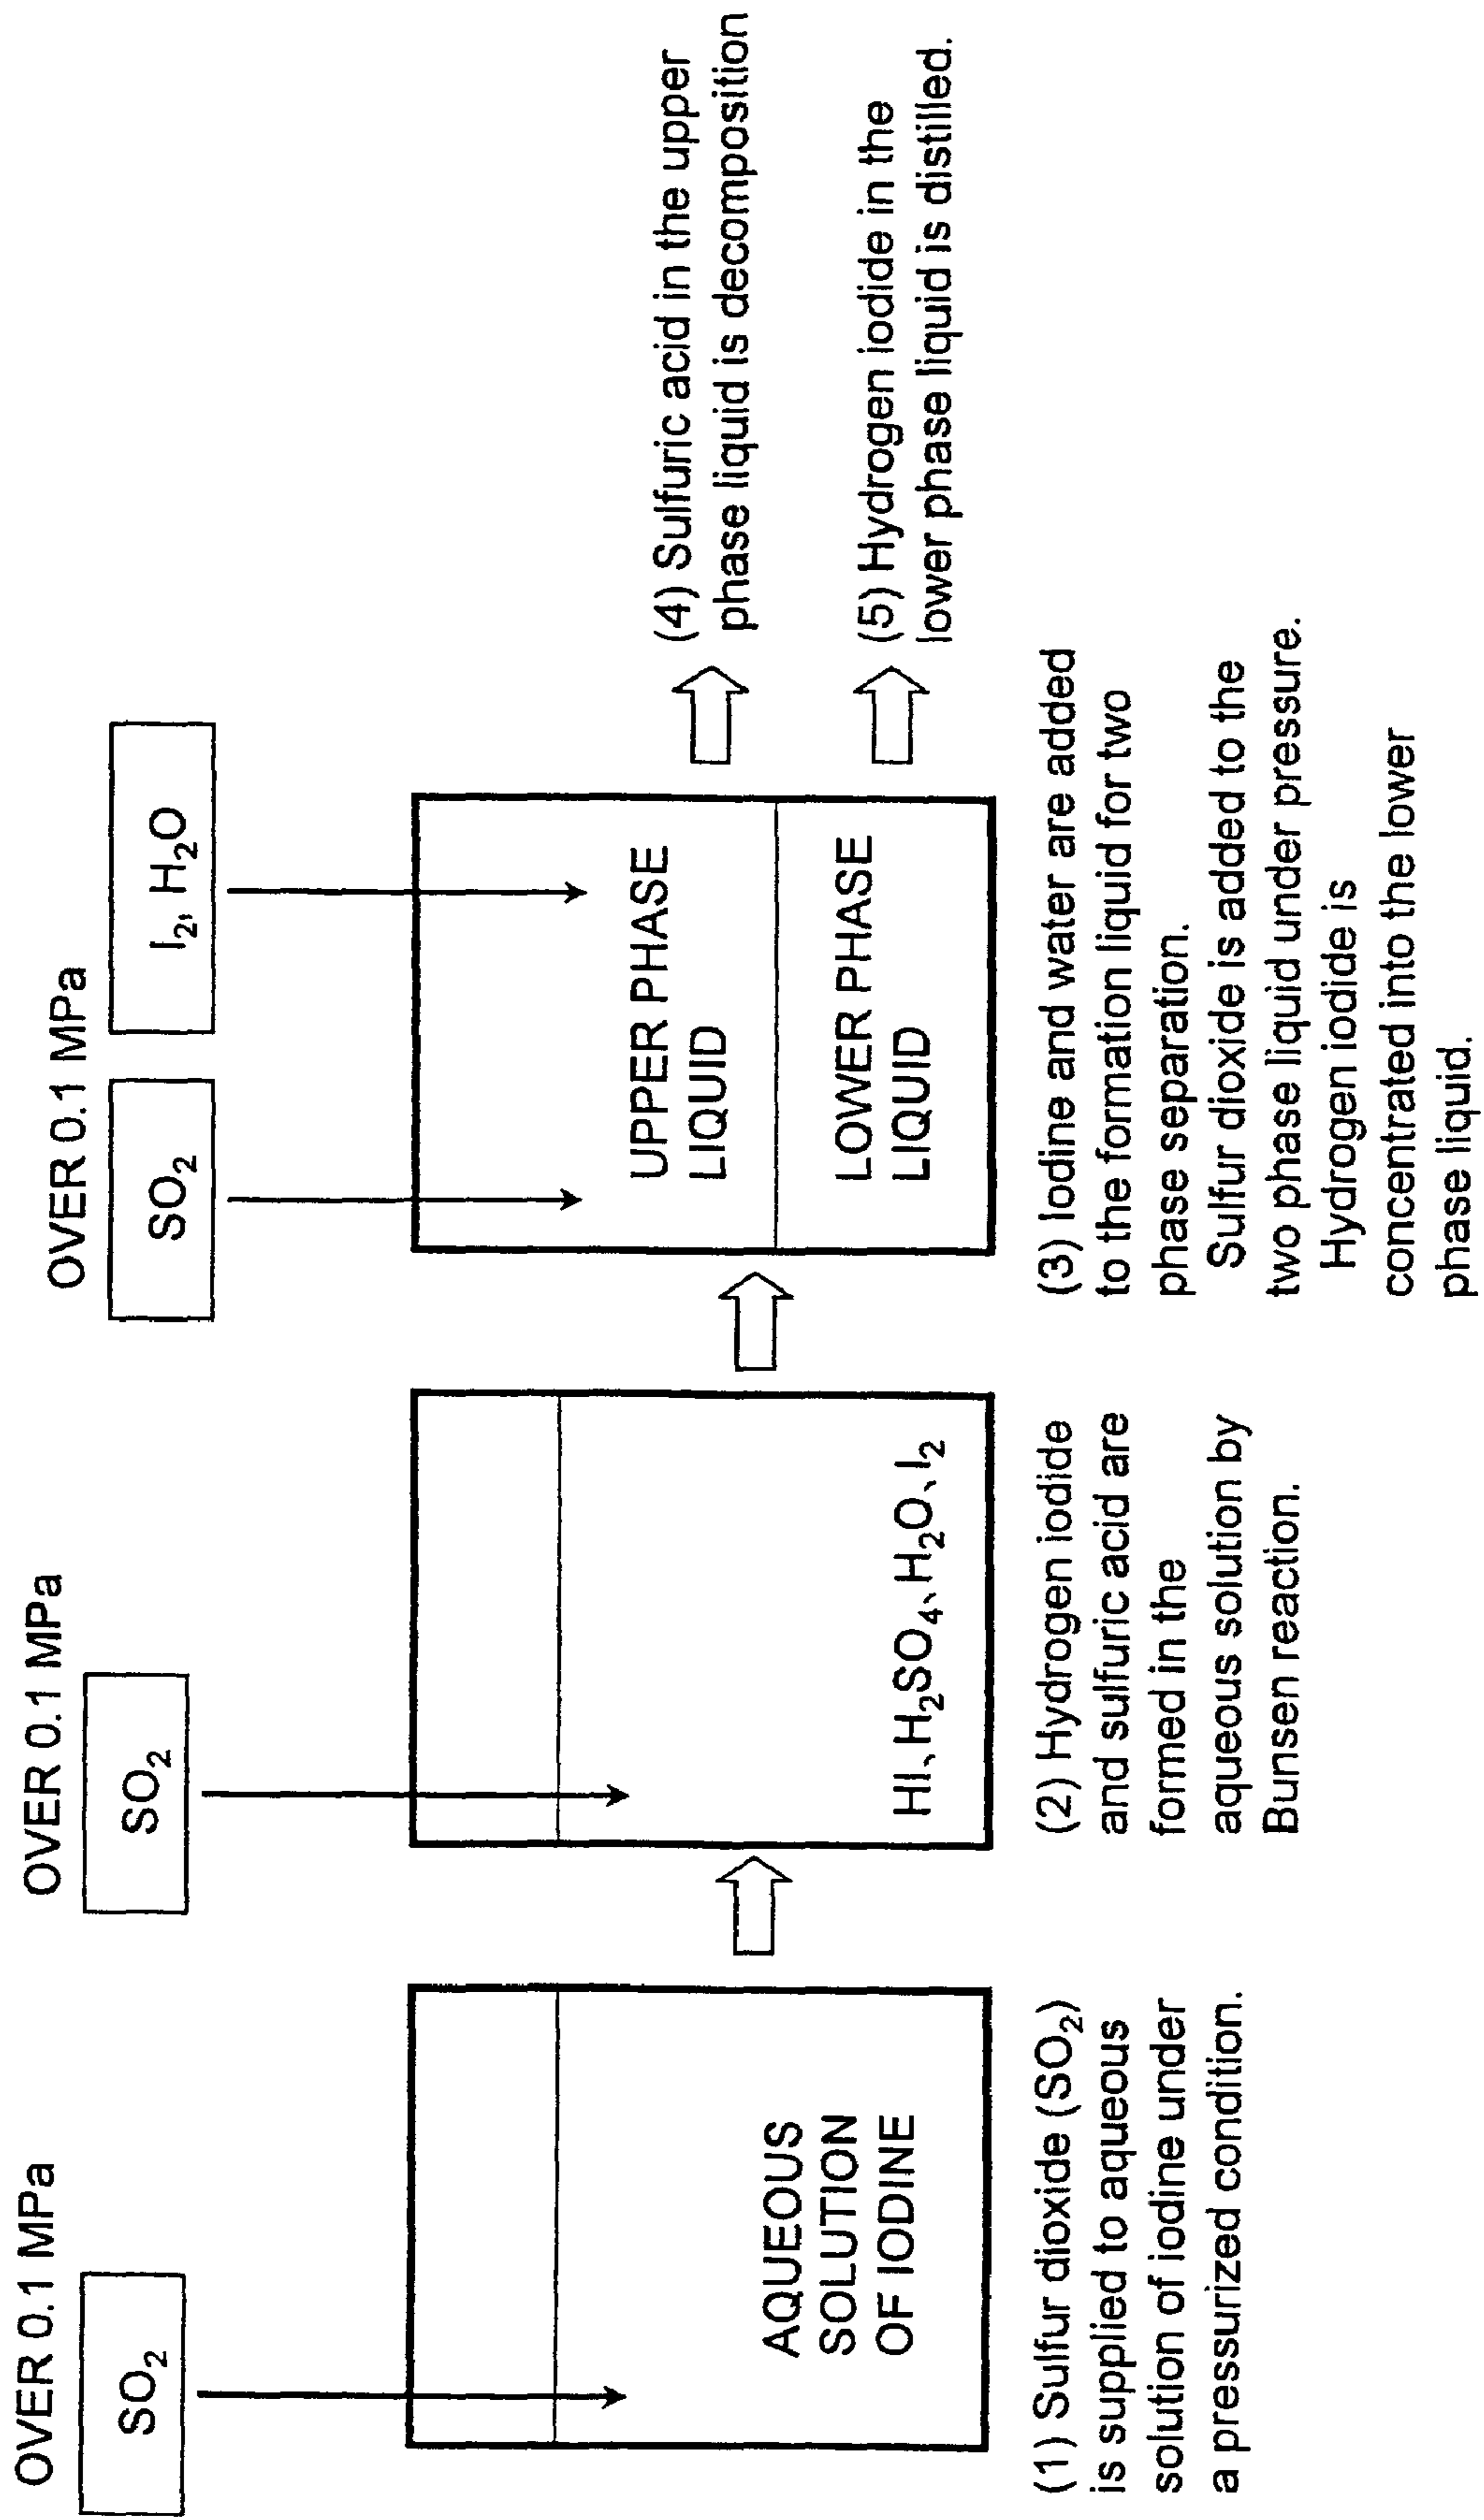 OVER 0.1 MPa
SO₂
AQUEOUS
SOLUTION
OF IODINE
(1) Sulfur dioxide (SO₂)
is supplied to aqueous
solution of iodine under
a pressurized condition.
OVER 0.1 MPa
SO₂
HI、H₂SO₄、H₂O、I₂
(2) Hydrogen iodide
and sulfuric acid are
formed in the
aqueous solution by
Bunsen reaction.
OVER 0.1 MPa
SO₂
I₂, H₂O
UPPER PHASE
LIQUID
LOWER PHASE
LIQUID
(3) Iodine and water are added
to the formation liquid for two
phase separation.
Sulfur dioxide is added to the
two phase liquid under pressure.
Hydrogen iodide is
concentrated into the lower
phase liquid.
(4) Sulfuric acid in the upper
phase liquid is decomposition
(5) Hydrogen iodide in the
lower phase liquid is distilled.